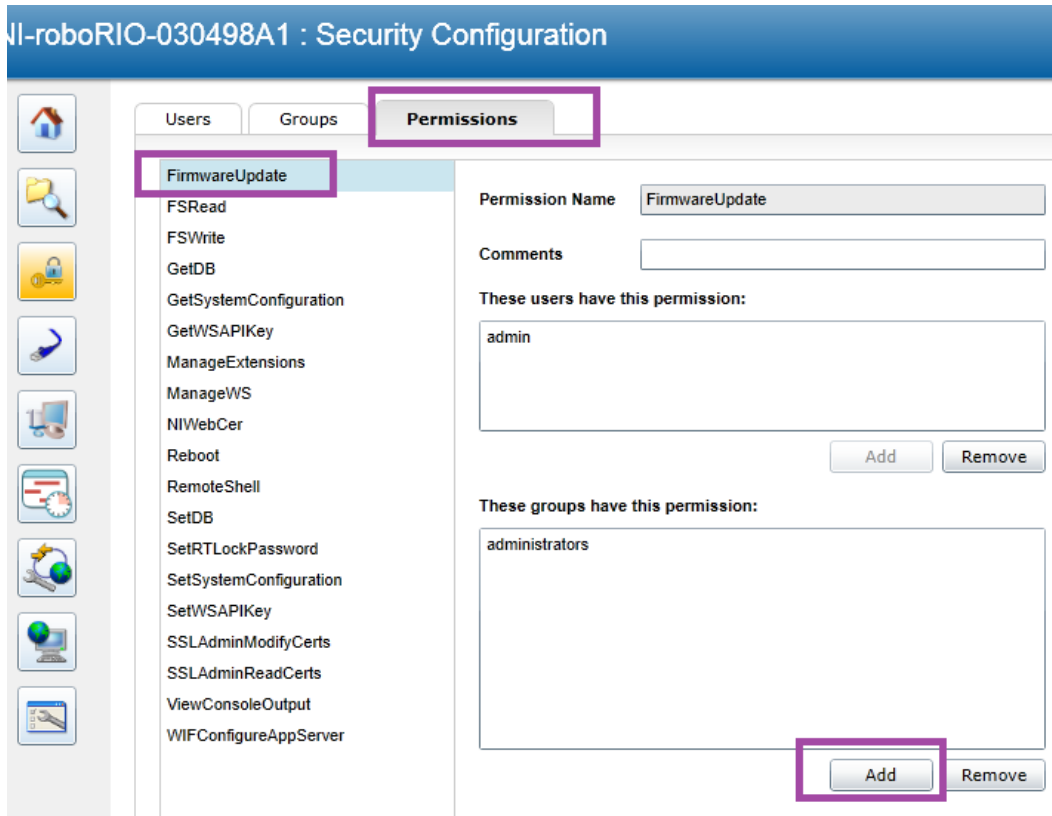 NI-roboRIO-030498A1 : Security Configuration
Users Groups Permissions
FirmwareUpdate
FSRead
FSWrite
GetDB
GetSystemConfiguration
GetWSAPIKey
ManageExtensions
ManageWS
NIWebCer
Reboot
RemoteShell
SetDB
SetRTLockPassword
SetSystemConfiguration
SetWSAPIKey
SSLAdminModifyCerts
SSLAdminReadCerts
ViewConsoleOutput
WIFConfigureAppServer
Permission Name FirmwareUpdate
Comments
These users have this permission:
admin
Add Remove
These groups have this permission:
administrators
Add Remove